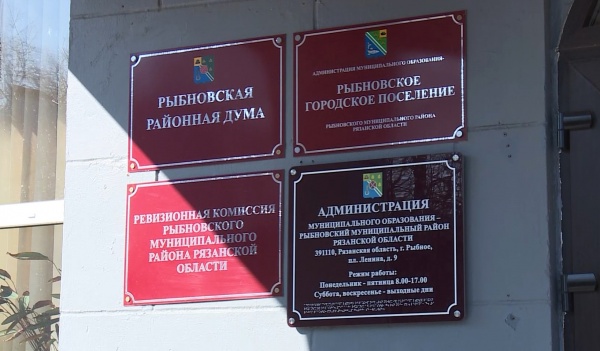 РЫБНОВСКАЯ
РАЙОННАЯ ДУМА
АДМИНИСТРАЦИЯ МУНИЦИПАЛЬНОГО ОБРАЗОВАНИЯ-
РЫБНОВСКОЕ
ГОРОДСКОЕ ПОСЕЛЕНИЕ
РЫБНОВСКОГО МУНИЦИПАЛЬНОГО РАЙОНА
РЯЗАНСКОЙ ОБЛАСТИ
РЕВИЗИОННАЯ КОМИССИЯ
РЫБНОВСКОГО
МУНИЦИПАЛЬНОГО
РАЙОНА РЯЗАНСКОЙ
ОБЛАСТИ
АДМИНИСТРАЦИЯ
МУНИЦИПАЛЬНОГО ОБРАЗОВАНИЯ –
РЫБНОВСКИЙ МУНИЦИПАЛЬНЫЙ РАЙОН
РЯЗАНСКОЙ ОБЛАСТИ
391110, Рязанская область, г. Рыбное,
пл. Ленина, д. 9
Режим работы:
Понедельник - пятница 8.00-17.00
Суббота, воскресенье - выходные дни